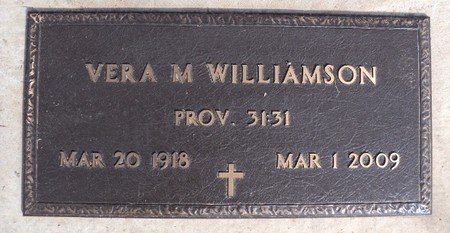 VERA M WILLIAMSON
PROV. 31:31
MAR 20 1918 MAR 1 2009